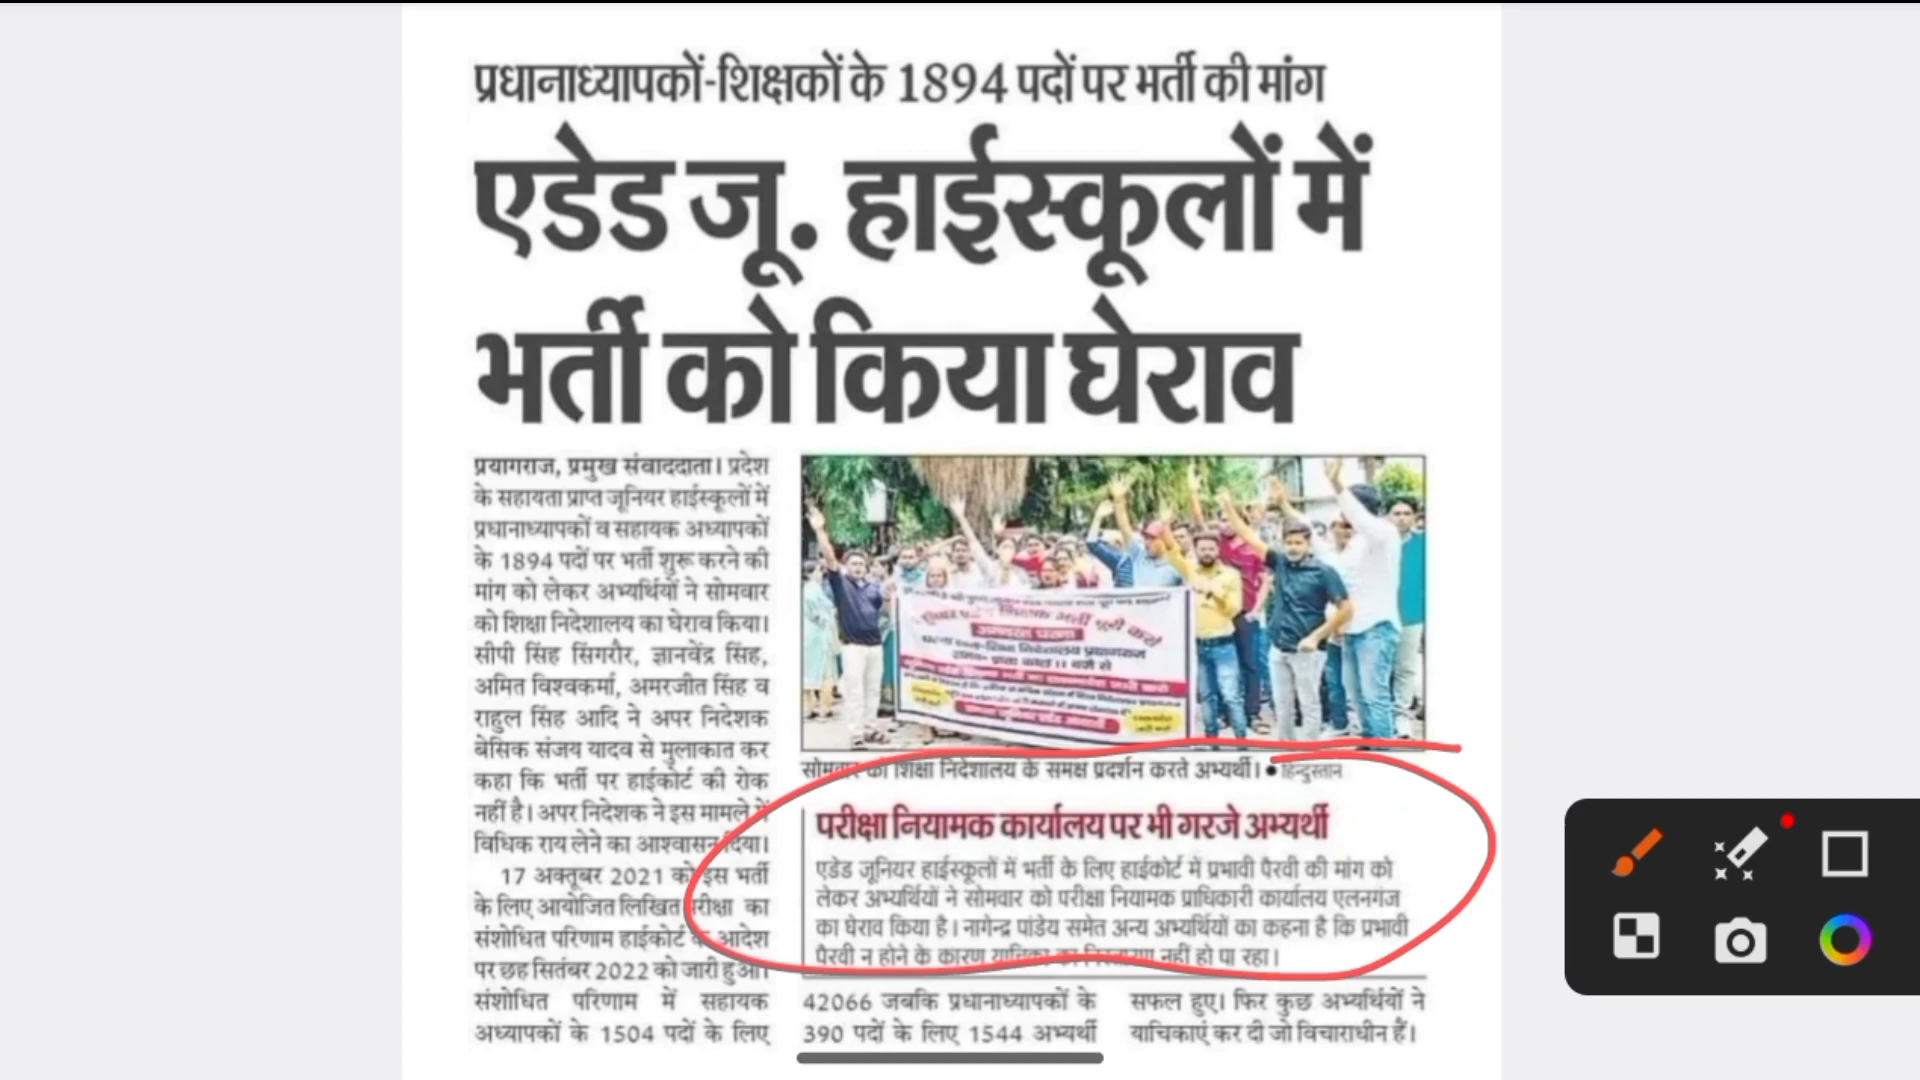 प्रधानाध्यापकों-शिक्षकों के 1894 पदों पर भर्ती की मांग
एडेड जू. हाईस्कूलों में
भर्ती को किया घेराव
प्रयागराज, प्रमुख संवाददाता। प्रदेश
के सहायता प्राप्त जूनियर हाईस्कूलों में
प्रधानाध्यापकों व सहायक अध्यापकों
के 1894 पदों पर भर्ती शुरू करने की
मांग को लेकर अभ्यर्थियों ने सोमवार
को शिक्षा निदेशालय का घेराव किया।
सीपी सिंह सिंगरौर, ज्ञानवेंद्र सिंह,
अमित विश्वकर्मा, अमरजीत सिंह व
राहुल सिंह आदि ने अपर निदेशक
बेसिक संजय यादव से मुलाकात कर
कहा कि भर्ती पर हाईकोर्ट की रोक
नहीं है। अपर निदेशक ने इस मामले में
विधिक राय लेने का आश्वासन दिया।
17 अक्तूबर 2021 को इस भर्ती
के लिए आयोजित लिखित परीक्षा का
संशोधित परिणाम हाईकोर्ट के आदेश
पर छह सितंबर 2022 को जारी हुआ।
संशोधित परिणाम में सहायक
अध्यापकों के 1504 पदों के लिए
सोमवार को शिक्षा निदेशालय के समक्ष प्रदर्शन करते अभ्यर्थी। ● हिन्दुस्तान
परीक्षा नियामक कार्यालय पर भी गरजे अभ्यर्थी
एडेड जूनियर हाईस्कूलों में भर्ती के लिए हाईकोर्ट में प्रभावी पैरवी की मांग को
लेकर अभ्यर्थियों ने सोमवार को परीक्षा नियामक प्राधिकारी कार्यालय एलनगंज
का घेराव किया है। नागेन्द्र पांडेय समेत अन्य अभ्यर्थियों का कहना है कि प्रभावी
पैरवी न होने के कारण याचिका का निस्तारण नहीं हो पा रहा।
42066 जबकि प्रधानाध्यापकों के
390 पदों के लिए 1544 अभ्यर्थी
सफल हुए। फिर कुछ अभ्यर्थियों ने
याचिकाएं कर दी जो विचाराधीन हैं।